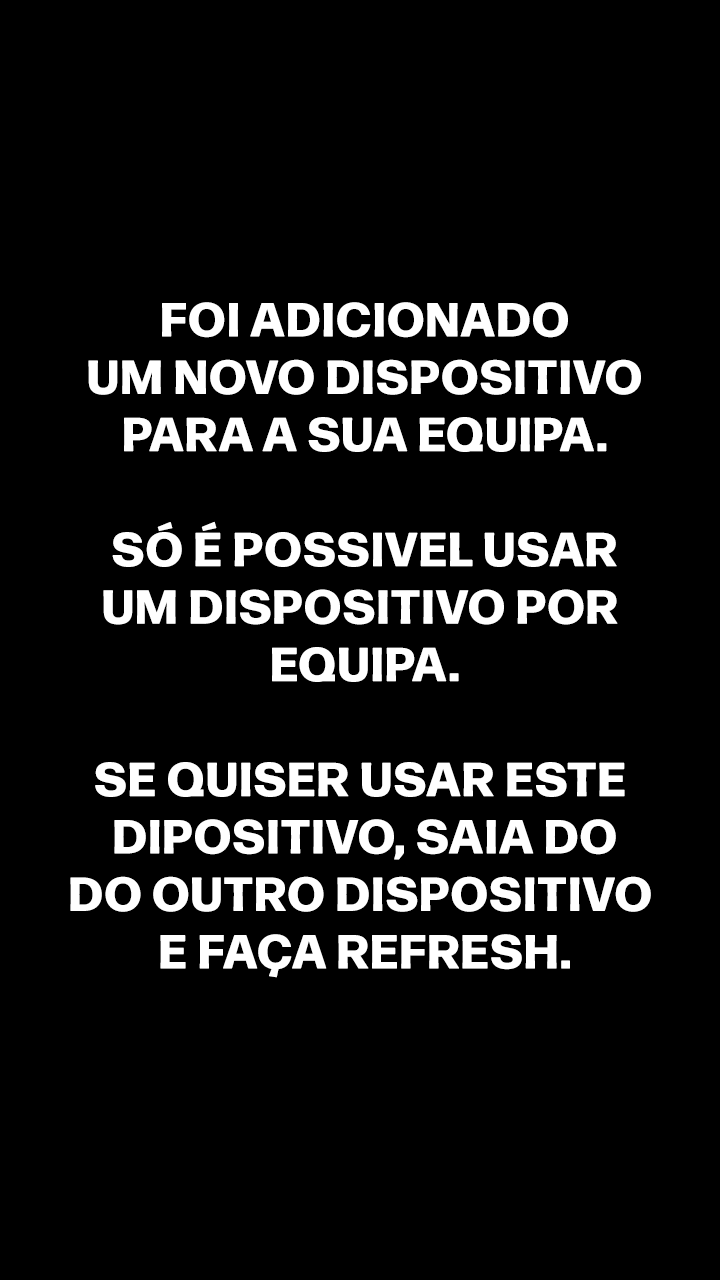 FOI ADICIONADO
UM NOVO DISPOSITIVO
PARA A SUA EQUIPA.
SÓ É POSSIVEL USAR
UM DISPOSITIVO POR
EQUIPA.
SE QUISER USAR ESTE
DIPOSITIVO, SAIA DO
DO OUTRO DISPOSITIVO
E FAÇA REFRESH.